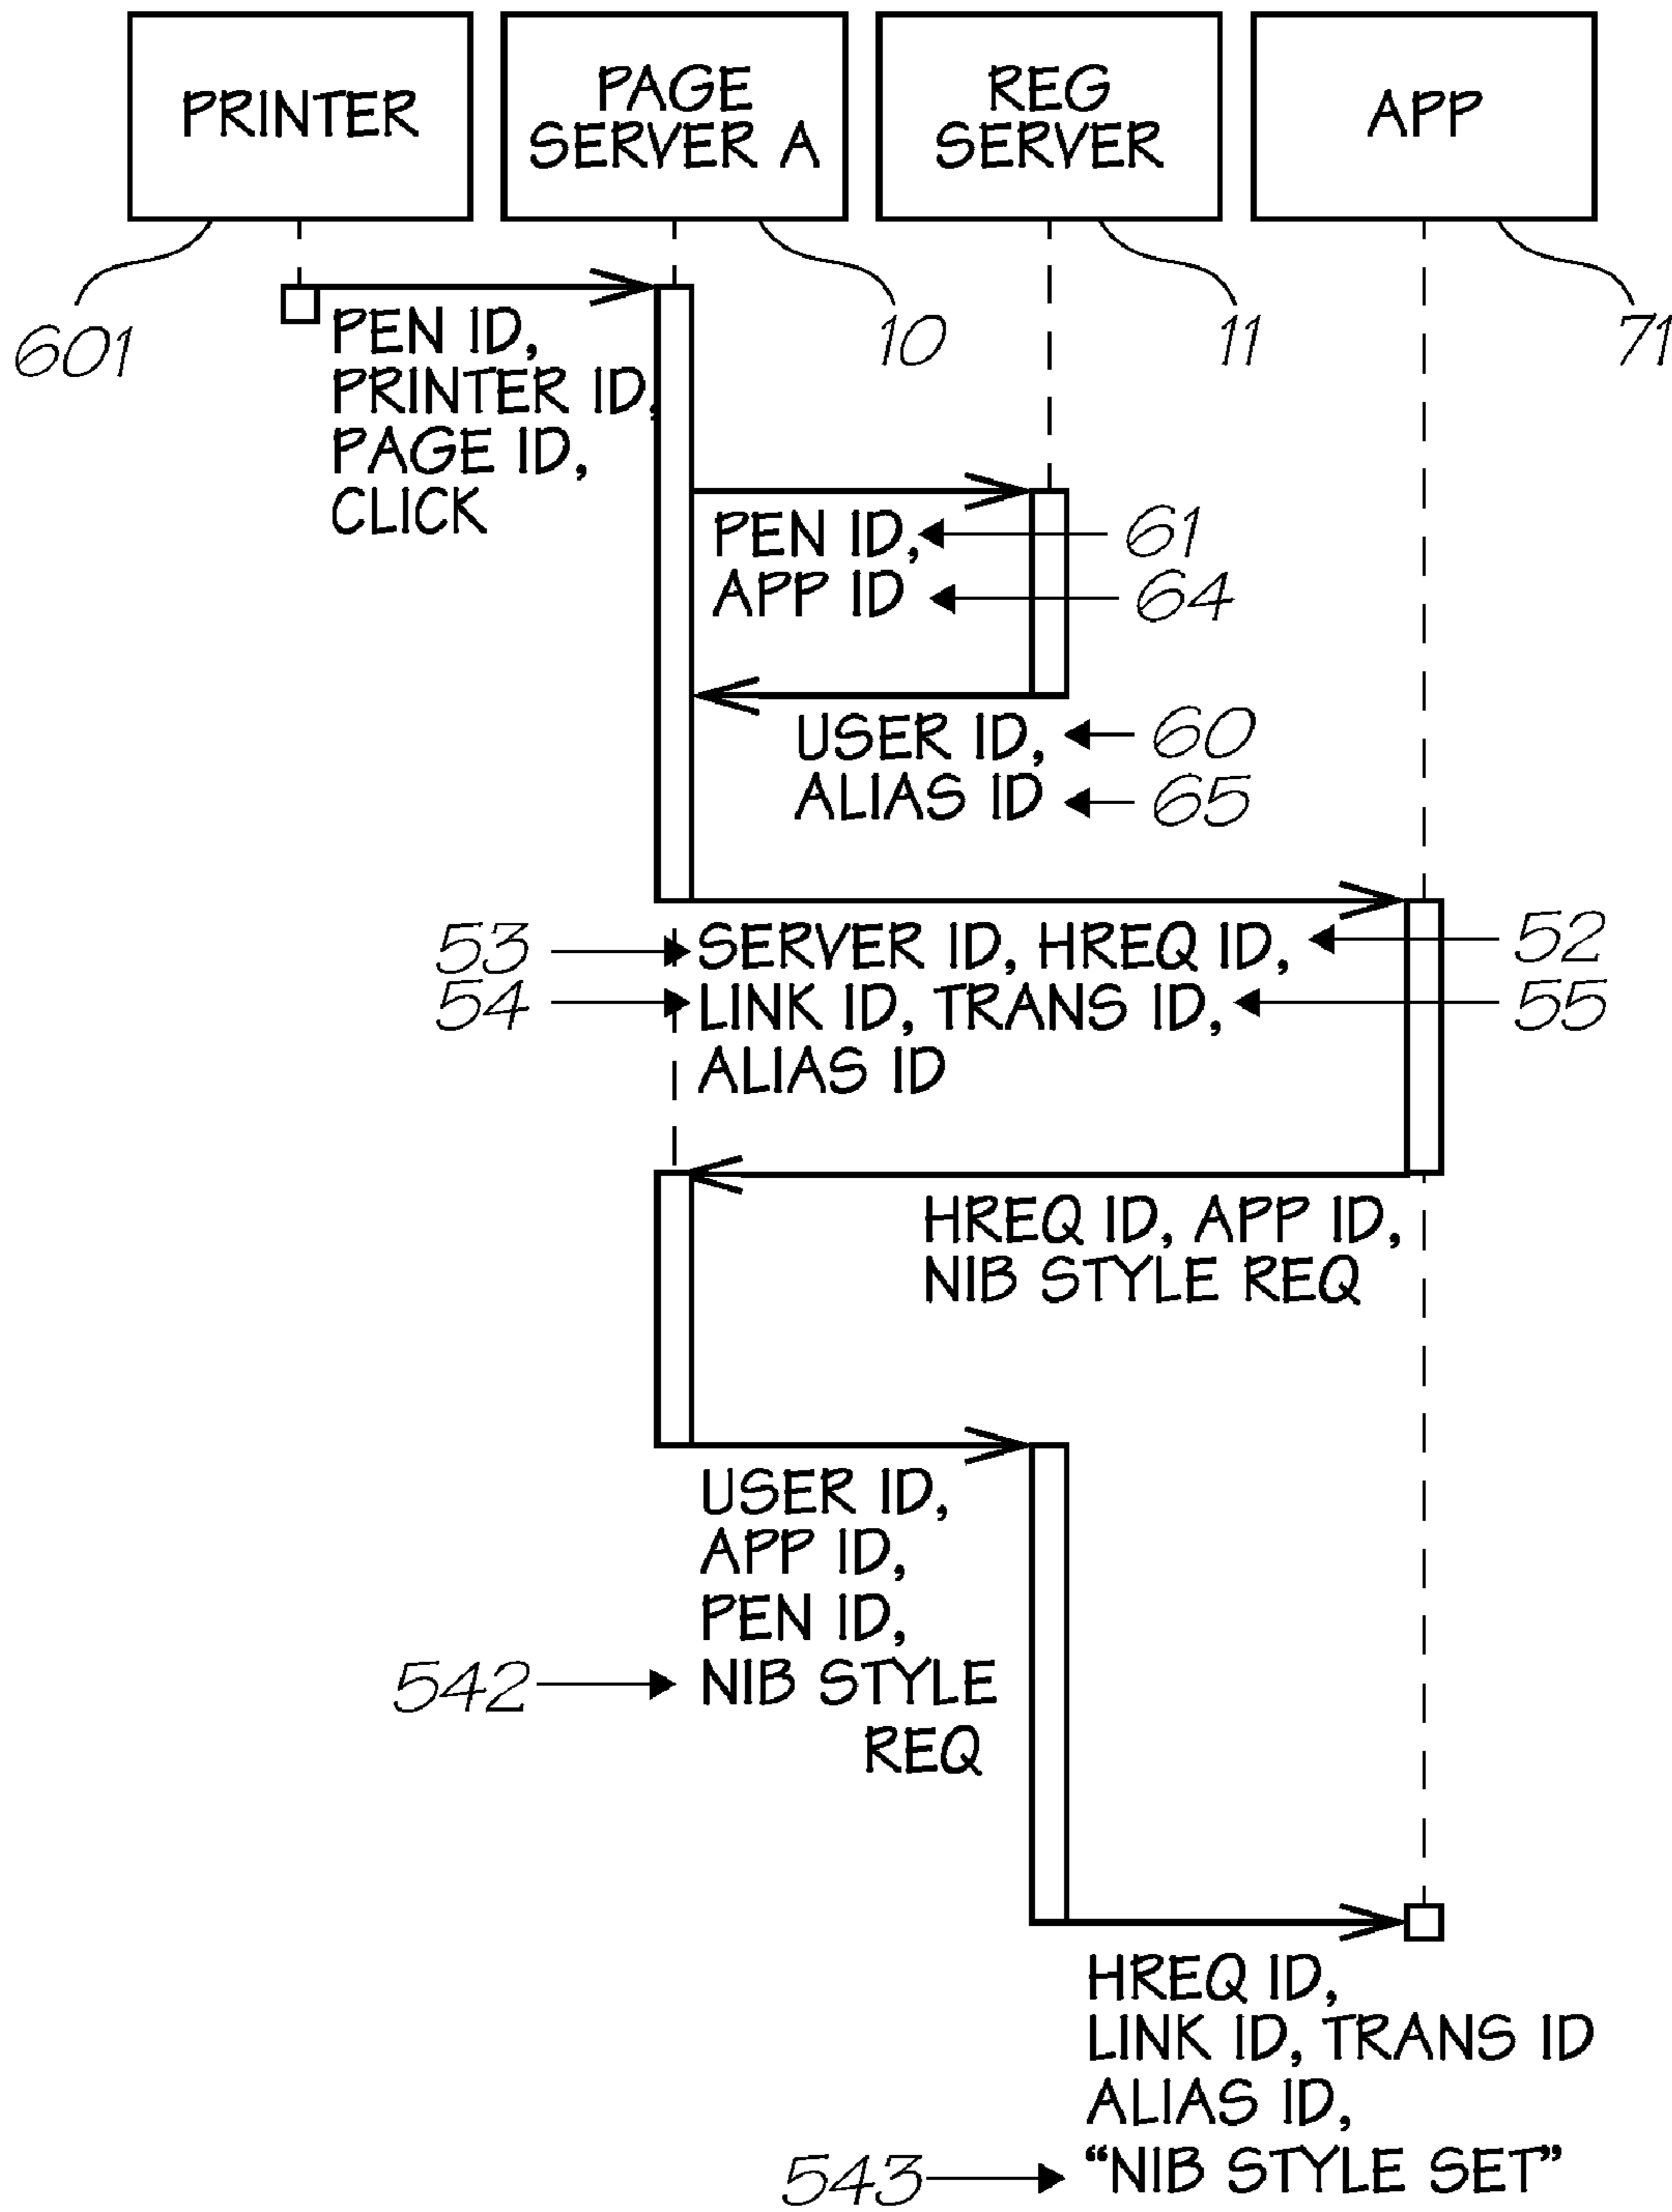 PRINTER
PAGE
SERVER A
REG
SERVER
APP
601
10
11
71
PEN ID,
PRINTER ID,
PAGE ID,
CLICK
PEN ID,
61
APP ID
64
USER ID,
60
ALIAS ID
65
53
SERVER ID, HREQ ID,
52
54
LINK ID, TRANS ID,
55
ALIAS ID
HREQ ID, APP ID,
NIB STYLE REQ
USER ID,
APP ID,
PEN ID,
542
NIB STYLE
REQ
HREQ ID,
LINK ID, TRANS ID
ALIAS ID,
543
“NIB STYLE SET”